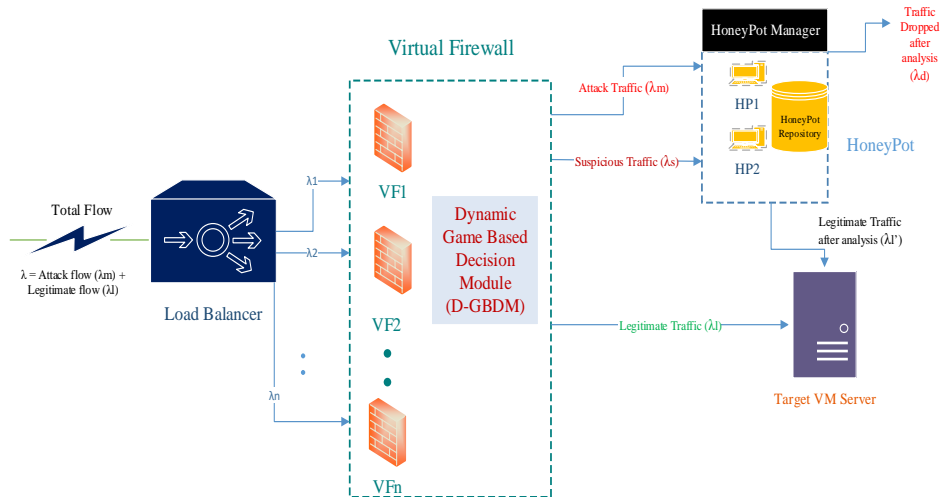 Total Flow
λ = Attack flow (λm) +
Legitimate flow (λl)
Load Balancer
λ1
λ2
λn
Virtual Firewall
VF1
VF2
VFn
Dynamic
Game Based
Decision
Module
(D-GBDM)
Attack Traffic (λm)
Suspicious Traffic (λs)
Legitimate Traffic (λl)
HoneyPot Manager
HP1
HP2
HoneyPot
Repository
HoneyPot
Traffic
Dropped
after
analysis
(λd)
Legitimate Traffic
after analysis (λl’)
Target VM Server